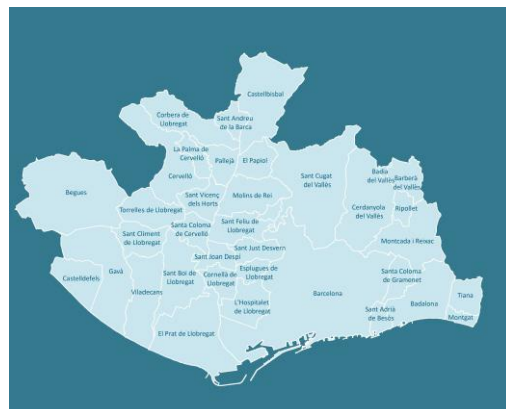 Castellbisbal
Corbera de
Llobregat
Sant Andreu
de la Barca
La Palma de
Cervelló
Pallejà
El Papiol
Cervelló
Sant Cugat
del Vallès
Badia
del Vallès
Barberà
del Vallès
Begues
Sant Vicenç
dels Horts
Molins de Rei
Cerdanyola
del Vallès
Ripollet
Torrelles de Llobregat
Santa Coloma
de Cervelló
Sant Feliu de
Llobregat
Sant Climent
de Llobregat
Montcada i Reixac
Sant Just Desvern
Sant Joan Despí
Castelldefels
Gavà
Sant Boi de
Llobregat
Cornellà de
Llobregat
Esplugues de
Llobregat
Santa Coloma
de Gramenet
Viladecans
Barcelona
Tiana
L'Hospitalet
de Llobregat
Badalona
Sant Adrià
de Besòs
Montgat
El Prat de Llobregat